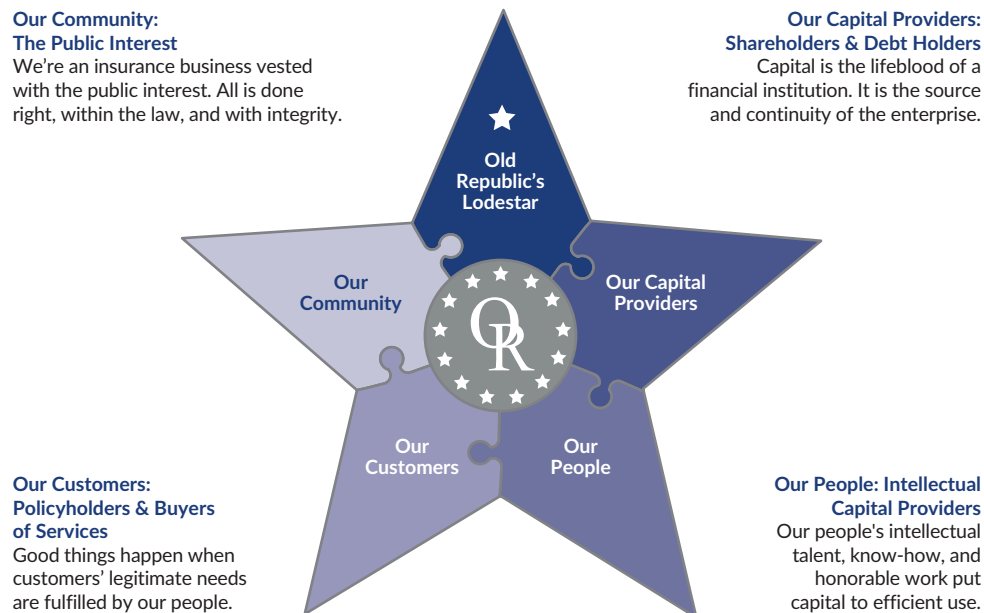 Our Community:
The Public Interest
We’re an insurance business vested
with the public interest. All is done
right, within the law, and with integrity.
Our Capital Providers:
Shareholders & Debt Holders
Capital is the lifeblood of a
financial institution. It is the source
and continuity of the enterprise.
Old
Republic’s
Lodestar
Our
Community
Our Capital
Providers
OR
Our
Customers
Our
People
Our Customers:
Policyholders & Buyers
of Services
Good things happen when
customers’ legitimate needs
are fulfilled by our people.
Our People: Intellectual
Capital Providers
Our people's intellectual
talent, know-how, and
honorable work put
capital to efficient use.